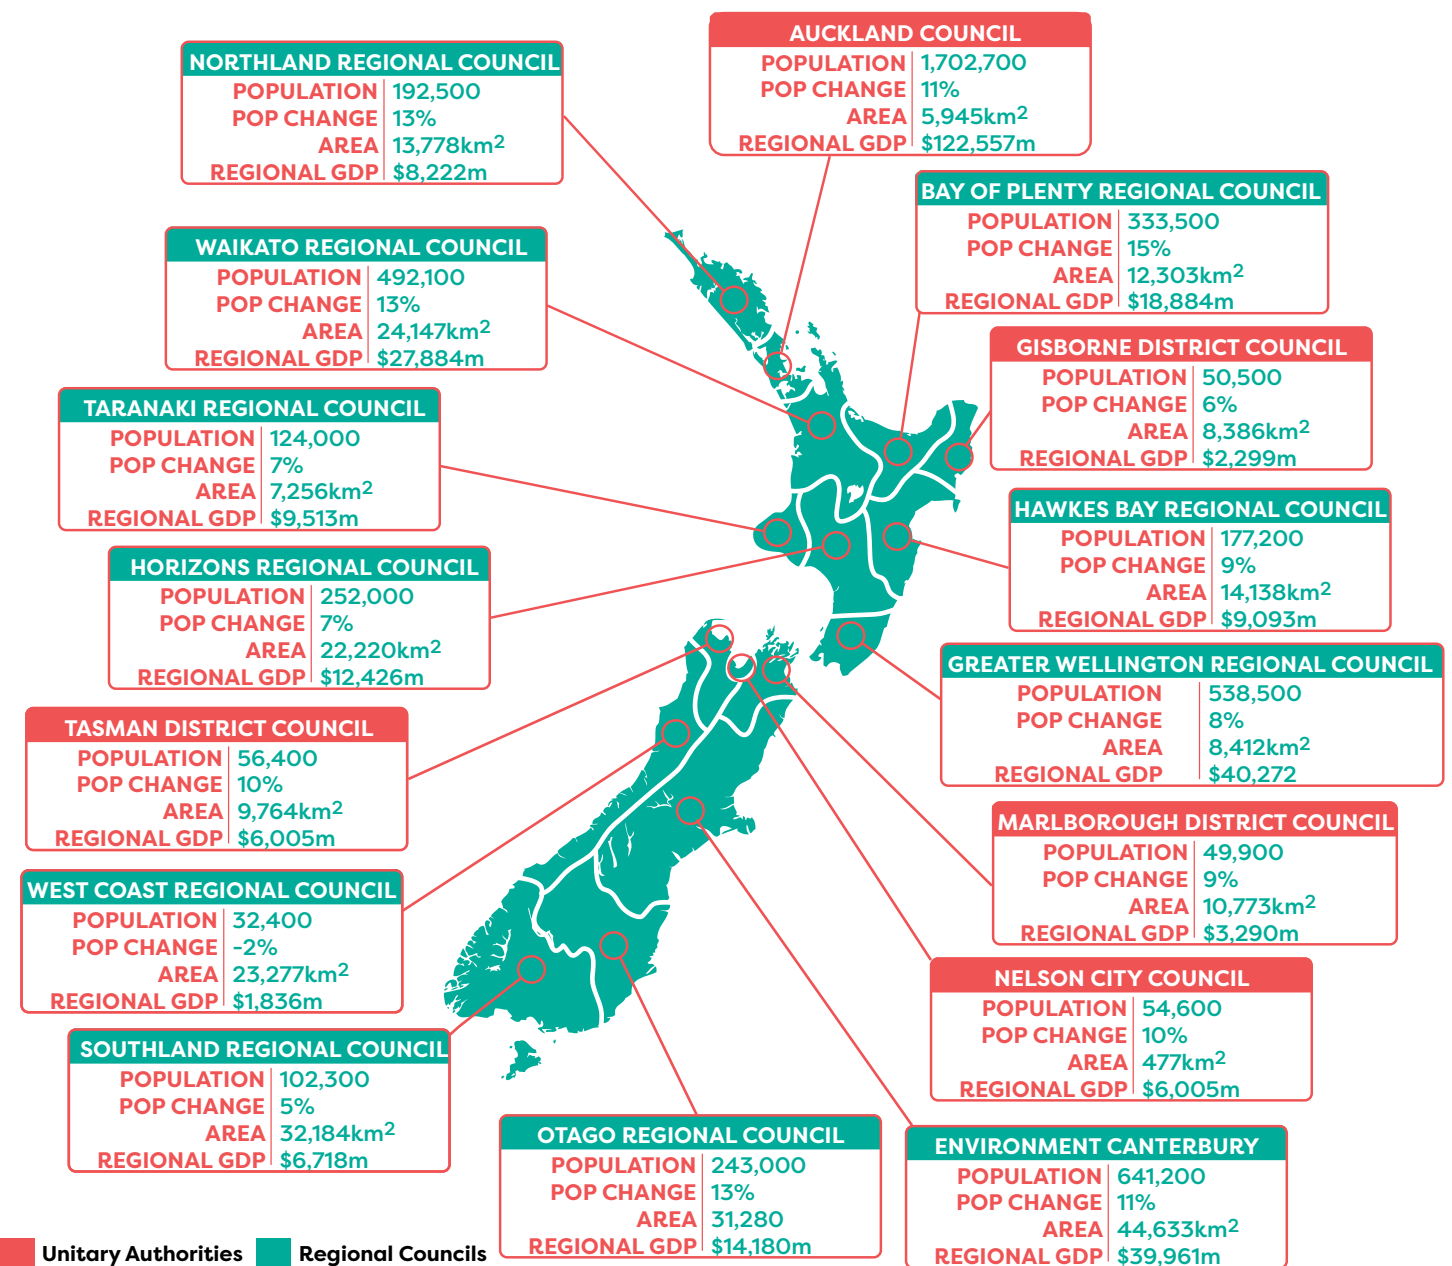 AUCKLAND COUNCIL
POPULATION 1,702,700
POP CHANGE 11%
AREA 5,945km²
REGIONAL GDP $122,557m
NORTHLAND REGIONAL COUNCIL
POPULATION 192,500
POP CHANGE 13%
AREA 13,778km²
REGIONAL GDP $8,222m
BAY OF PLENTY REGIONAL COUNCIL
POPULATION 333,500
POP CHANGE 15%
AREA 12,303km²
REGIONAL GDP $18,884m
WAIKATO REGIONAL COUNCIL
POPULATION 492,100
POP CHANGE 13%
AREA 24,147km²
REGIONAL GDP $27,884m
GISBORNE DISTRICT COUNCIL
POPULATION 50,500
POP CHANGE 6%
AREA 8,386km²
REGIONAL GDP $2,299m
TARANAKI REGIONAL COUNCIL
POPULATION 124,000
POP CHANGE 7%
AREA 7,256km²
REGIONAL GDP $9,513m
HAWKES BAY REGIONAL COUNCIL
POPULATION 177,200
POP CHANGE 9%
AREA 14,138km²
REGIONAL GDP $9,093m
HORIZONS REGIONAL COUNCIL
POPULATION 252,000
POP CHANGE 7%
AREA 22,220km²
REGIONAL GDP $12,426m
GREATER WELLINGTON REGIONAL COUNCIL
POPULATION 538,500
POP CHANGE 8%
AREA 8,412km²
REGIONAL GDP $40,272
TASMAN DISTRICT COUNCIL
POPULATION 56,400
POP CHANGE 10%
AREA 9,764km²
REGIONAL GDP $6,005m
MARLBOROUGH DISTRICT COUNCIL
POPULATION 49,900
POP CHANGE 9%
AREA 10,773km²
REGIONAL GDP $3,290m
WEST COAST REGIONAL COUNCIL
POPULATION 32,400
POP CHANGE -2%
AREA 23,277km²
REGIONAL GDP $1,836m
NELSON CITY COUNCIL
POPULATION 54,600
POP CHANGE 10%
AREA 477km²
REGIONAL GDP $6,005m
SOUTHLAND REGIONAL COUNCIL
POPULATION 102,300
POP CHANGE 5%
AREA 32,184km²
REGIONAL GDP $6,718m
OTAGO REGIONAL COUNCIL
POPULATION 243,000
POP CHANGE 13%
AREA 31,280
REGIONAL GDP $14,180m
ENVIRONMENT CANTERBURY
POPULATION 641,200
POP CHANGE 11%
AREA 44,633km²
REGIONAL GDP $39,961m
Unitary Authorities Regional Councils